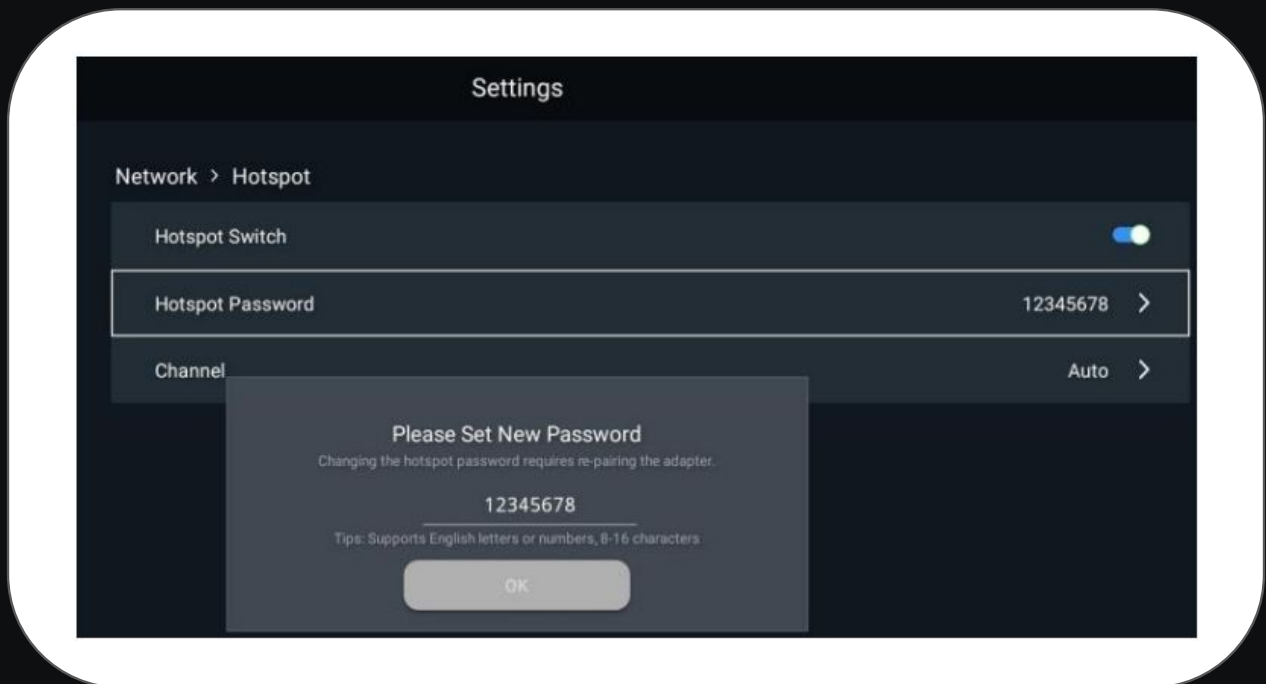 Settings
Network > Hotspot
Hotspot Switch
Hotspot Password 12345678 >
Channel Auto >
Please Set New Password
Changing the hotspot password requires re-pairing the adapter.
12345678
Tips: Supports English letters or numbers, 8-16 characters
OK